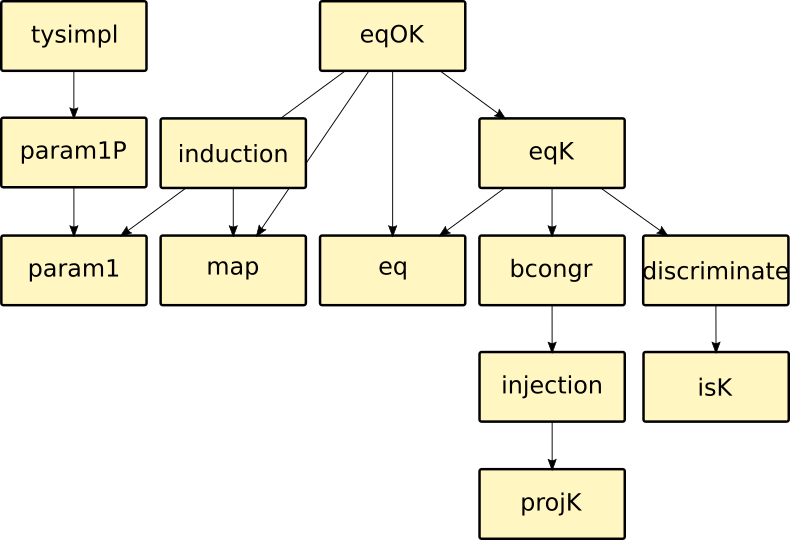 tysimpl
eqOK
param1P
induction
eqK
param1
map
eq
bcongr
discriminate
injection
isK
projK